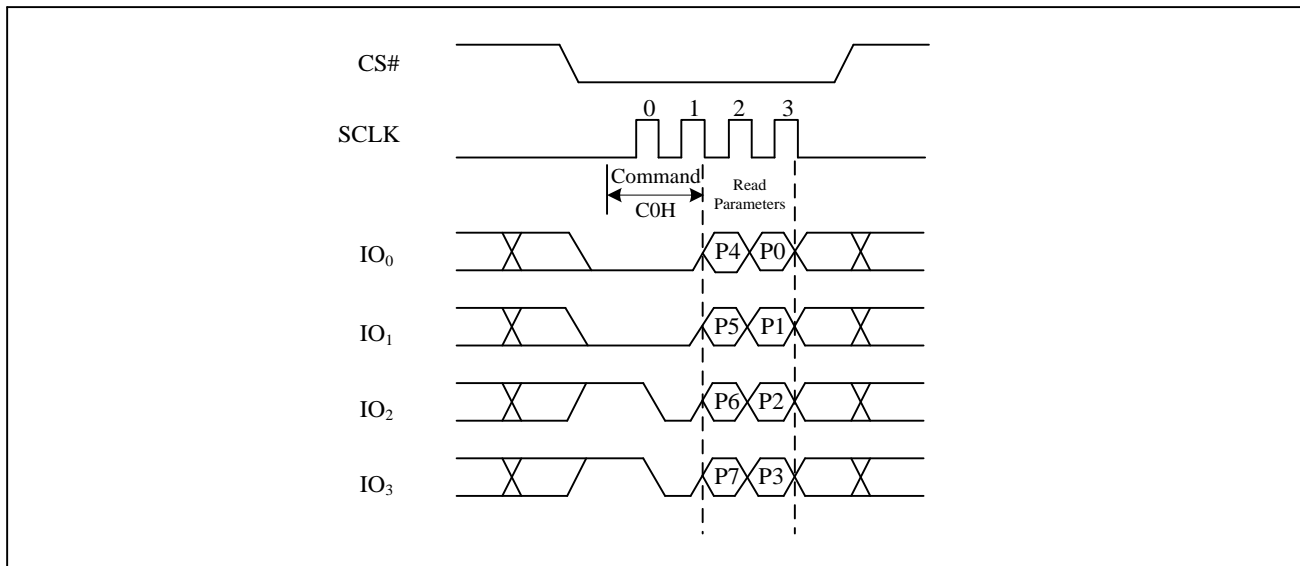 CS#
0 1 2 3
SCLK
Command Read
C0H Parameters
IO0 P4 P0
IO1 P5 P1
IO2 P6 P2
IO3 P7 P3